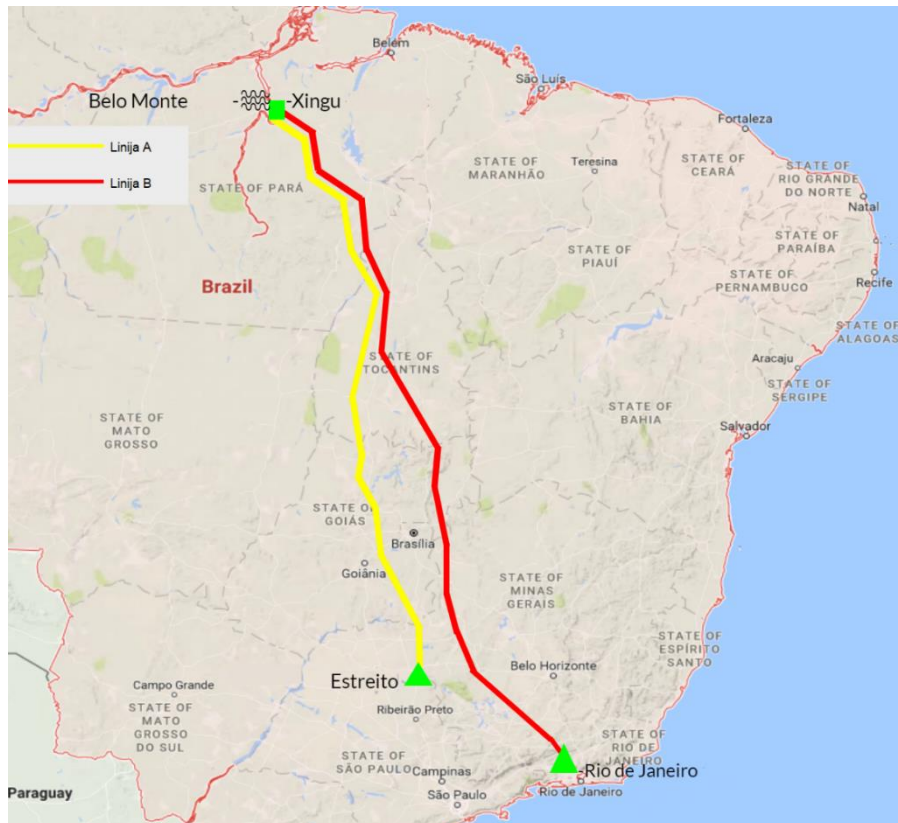 Belém
São Luís
Belo Monte
-Xingu
Fortaleza
Linija A
STATE OF
MARANHÃO
Teresina
STATE OF
CEARÁ
STATE OF
RIO GRANDE
DO NORTE
Linija B
STATE OF PARÁ
Natal
STATE OF
PARAÍBA
STATE OF
PIAUÍ
STATE OF
PERNAMBUCO
Brazil
Recife
STATE OF
ALAGOAS
STATE OF
TOCANTINS
Aracaju
STATE OF
SERGIPE
STATE OF
MATO
GROSSO
STATE OF
BAHIA
Salvador
STATE OF
GOIÁS
Brasília
Goiânia
STATE OF
MINAS
GERAIS
STATE OF
ESPÍRITO
SANTO
Belo Horizonte
Estreito
Campo Grande
Ribeirão Preto
STATE OF
MATO
GROSSO
DO SUL
STATE OF
RIO DE
JANEIRO
STATE OF
SÃO PAULO
Campinas
-Rio de Janeiro
Rio de Janeiro
Paraguay
São Paulo